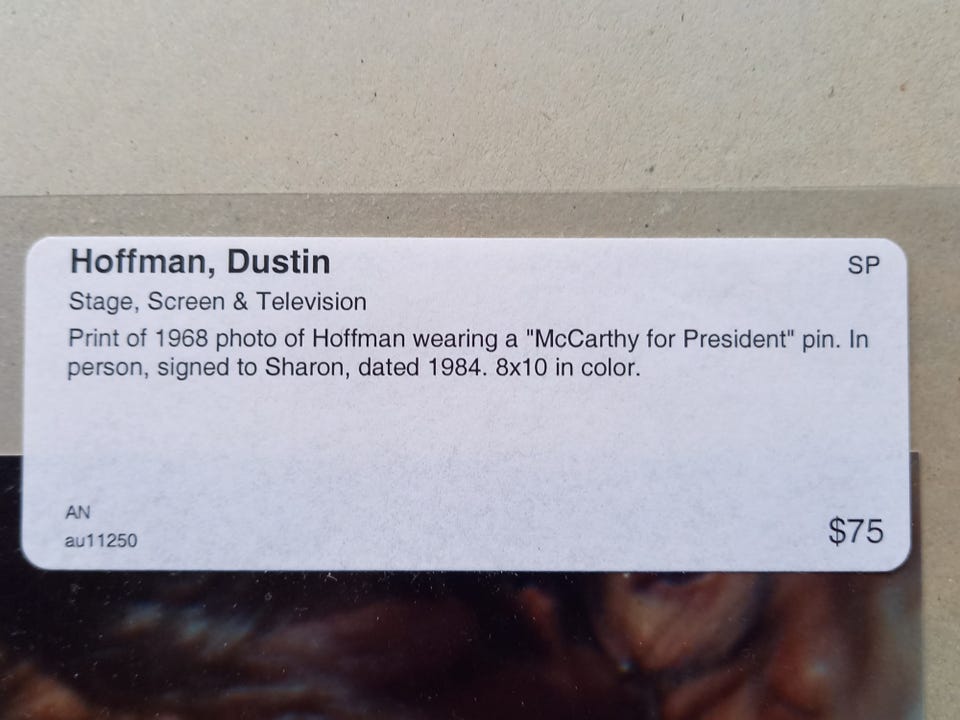 Hoffman, Dustin SP
Stage, Screen & Television
Print of 1968 photo of Hoffman wearing a "McCarthy for President" pin. In
person, signed to Sharon, dated 1984. 8x10 in color.
AN
au11250 $75